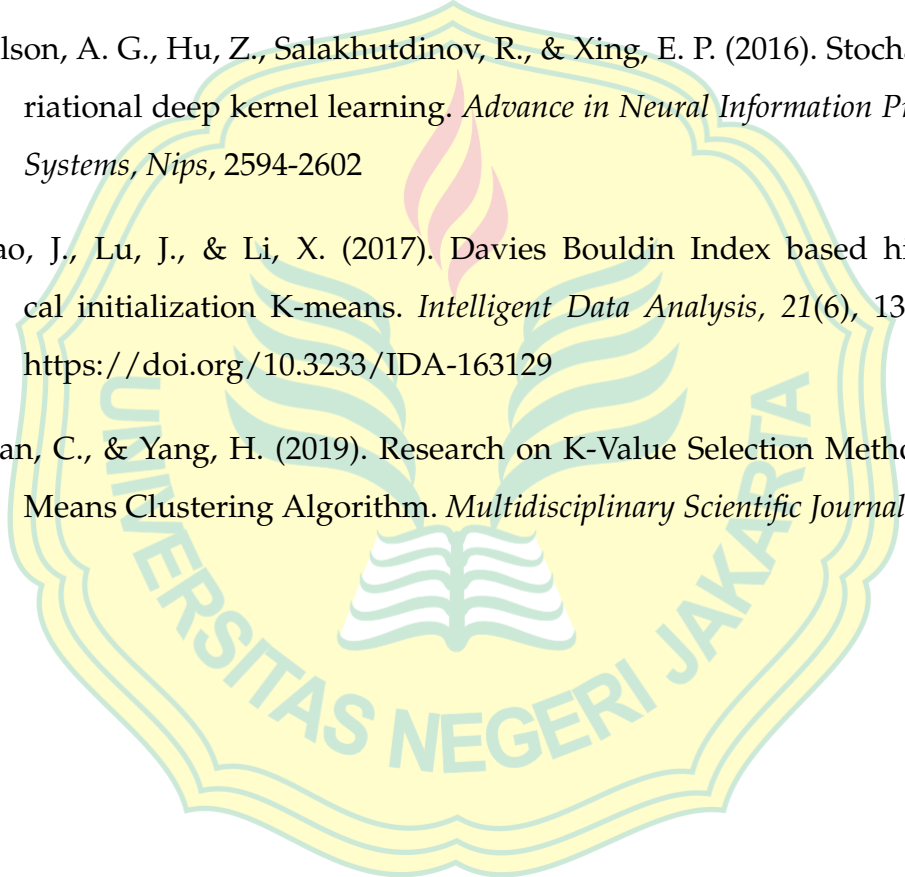 lson, A. G., Hu, Z., Salakhutdinov, R., & Xing, E. P. (2016). Stocha
riational deep kernel learning. Advance in Neural Information Pr
Systems, Nips, 2594-2602
ao, J., Lu, J., & Li, X. (2017). Davies Bouldin Index based hi
cal initialization K-means. Intelligent Data Analysis, 21(6), 13
https://doi.org/10.3233/IDA-163129
an, C., & Yang, H. (2019). Research on K-Value Selection Metho
Means Clustering Algorithm. Multidisciplinary Scientific Journal
UNIVERSITAS NEGERI JAKARTA